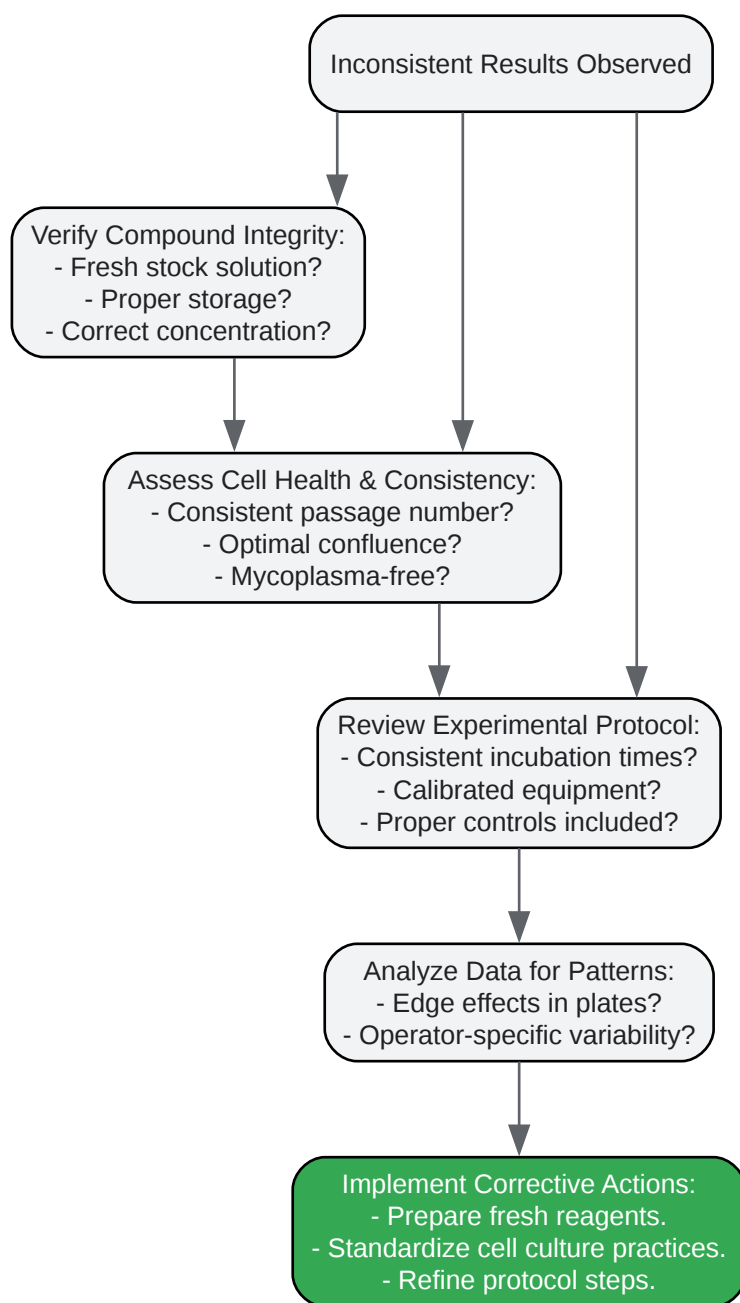 Inconsistent Results Observed
Verify Compound Integrity:
- Fresh stock solution?
- Proper storage?
- Correct concentration?
Assess Cell Health & Consistency:
- Consistent passage number?
- Optimal confluence?
- Mycoplasma-free?
Review Experimental Protocol:
- Consistent incubation times?
- Calibrated equipment?
- Proper controls included?
Analyze Data for Patterns:
- Edge effects in plates?
- Operator-specific variability?
Implement Corrective Actions:
- Prepare fresh reagents.
- Standardize cell culture practices.
- Refine protocol steps.